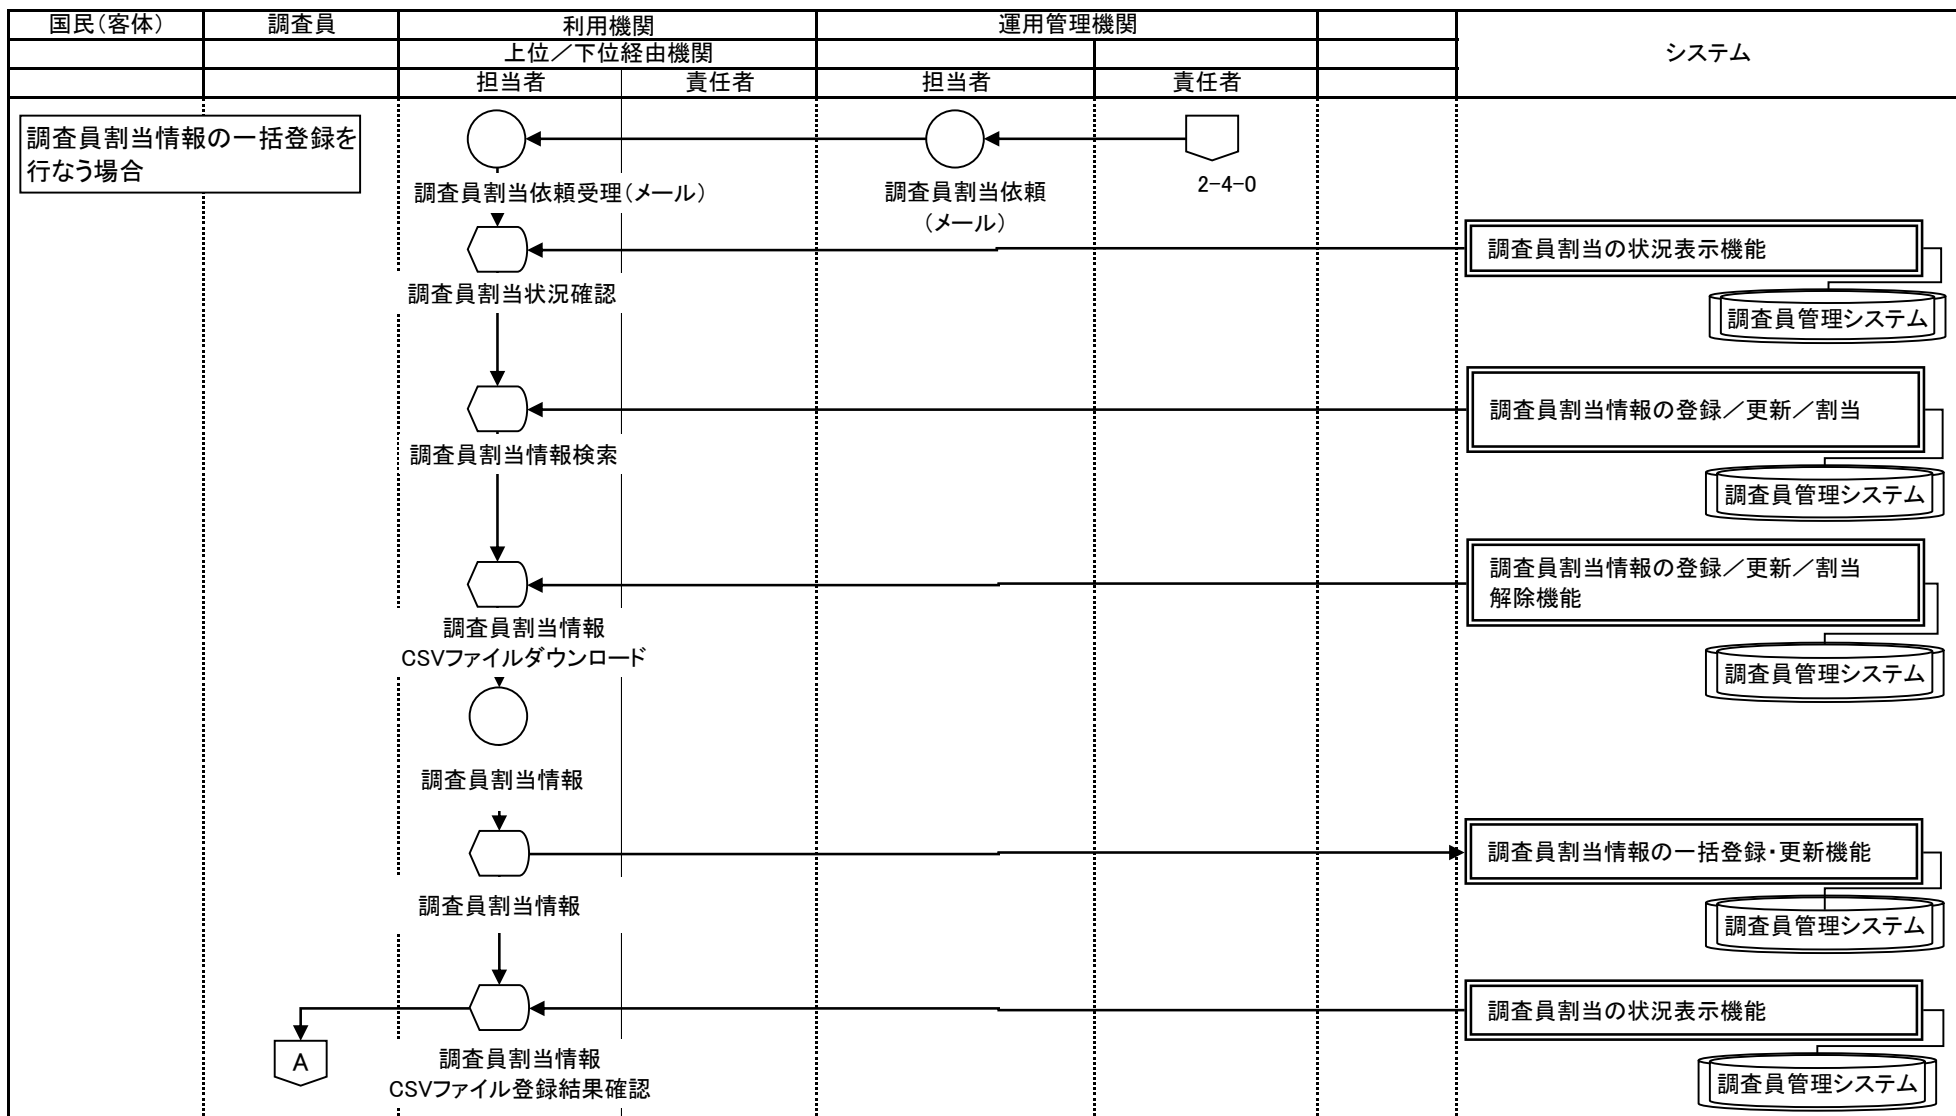 国民（客体） 調査員 利用機関 運用管理機関 システム
上位／下位経由機関
担当者 責任者 担当者 責任者
調査員割当情報の一括登録を
行なう場合
調査員割当依頼受理（メール）
調査員割当依頼
（メール）
2-4-0
調査員割当の状況表示機能
調査員割当状況確認
調査員管理システム
調査員割当情報の登録／更新／割当
調査員割当情報検索
調査員管理システム
調査員割当情報の登録／更新／割当
解除機能
調査員割当情報
CSVファイルダウンロード
調査員管理システム
調査員割当情報
調査員割当情報の一括登録・更新機能
調査員割当情報
調査員管理システム
調査員割当の状況表示機能
A
調査員割当情報
CSVファイル登録結果確認
調査員管理システム